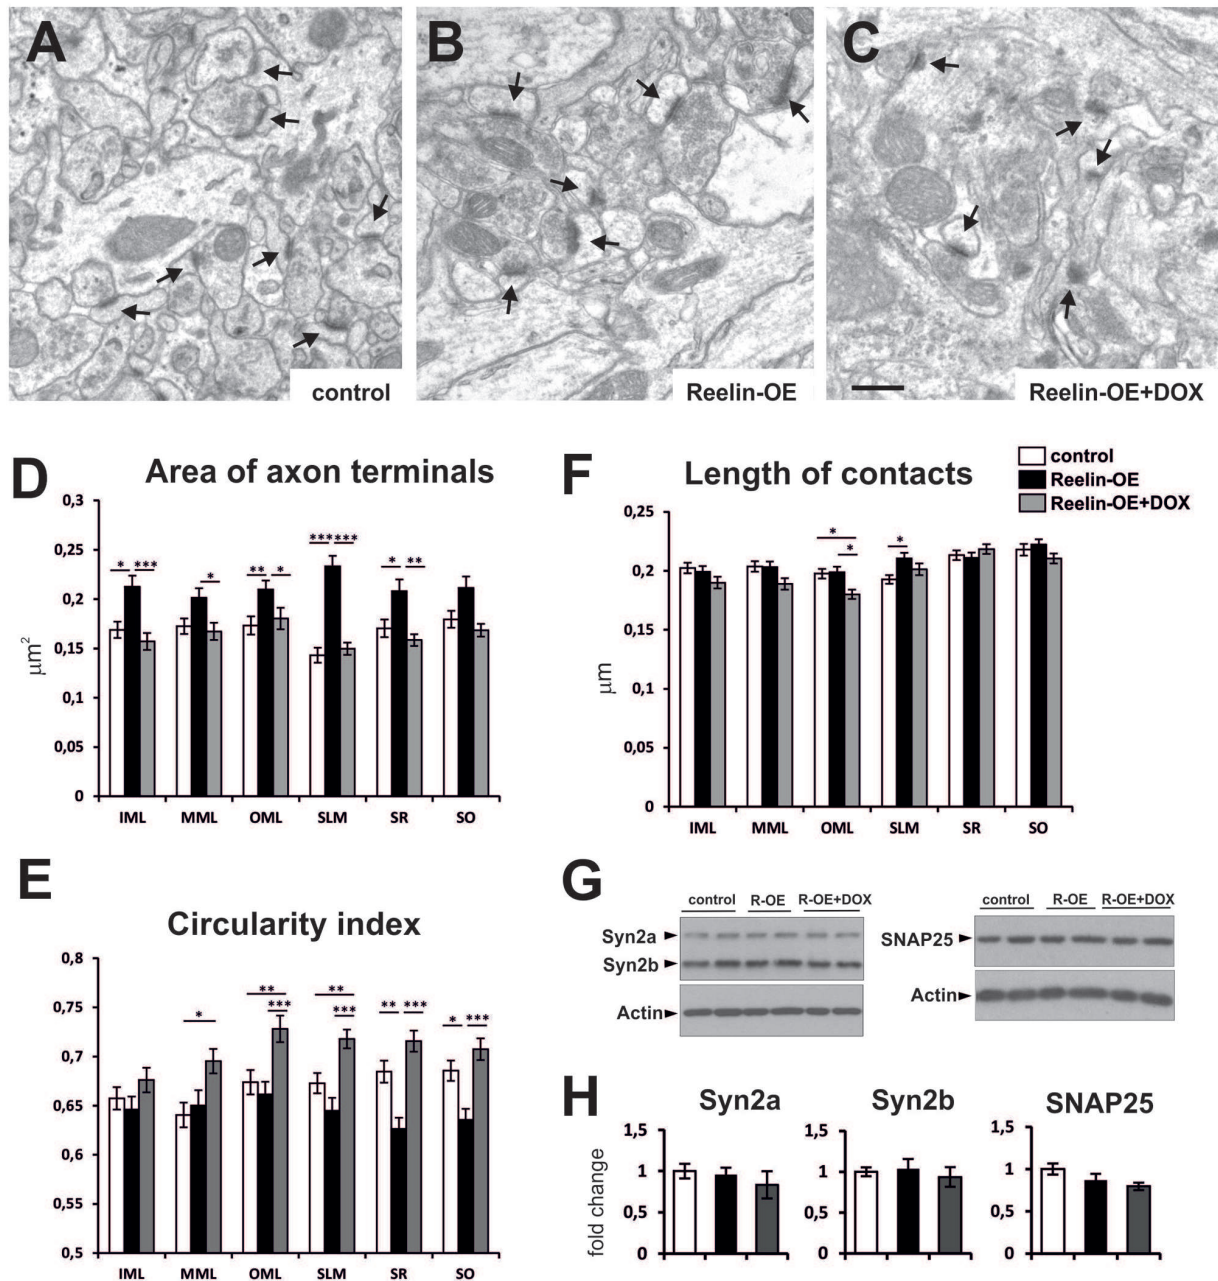 A
control
B
Reelin-OE
C
Reelin-OE+DOX
D
Area of axon terminals
0,3
0,25
0,2
0,15
0,1
0,05
0
μm²
* *** * ** * *** *** * **
IML MML OML SLM SR SO
F
Length of contacts
control
Reelin-OE
Reelin-OE+DOX
0,25
0,2
0,15
0,1
0,05
0
μm
* * *
IML MML OML SLM SR SO
E
Circularity index
0,8
0,75
0,7
0,65
0,6
0,55
0,5
* ** *** ** *** ** *** * ***
IML MML OML SLM SR SO
G
control R-OE R-OE+DOX
Syn2a
Syn2b
Actin
control R-OE R-OE+DOX
SNAP25
Actin
H
fold change
Syn2a
1,5
1
0,5
0
Syn2b
1,5
1
0,5
0
SNAP25
1,5
1
0,5
0